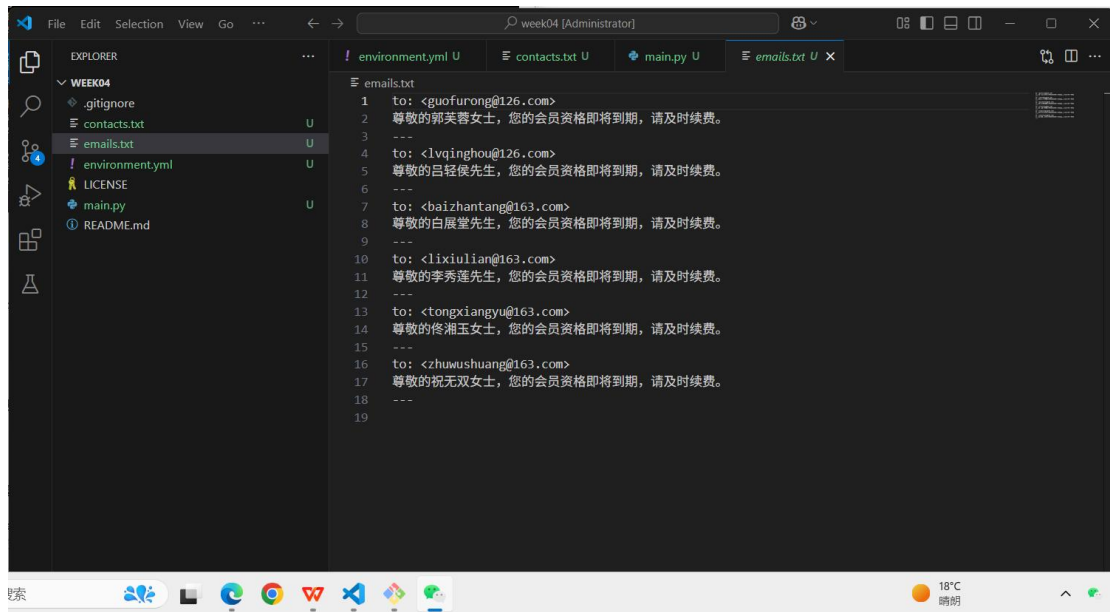 File Edit Selection View Go ··· ← → week04 [Administrator]
EXPLORER ···
WEEK04
.gitignore
contacts.txt U
emails.txt U
environment.yml U
LICENSE
main.py U
README.md
4
! environment.yml U
contacts.txt U
main.py U
emails.txt U
emails.txt
1 to: <guofurong@126.com>
2 尊敬的郭芙蓉女士，您的会员资格即将到期，请及时续费。
3 ---
4 to: <lvqinghou@126.com>
5 尊敬的吕轻侯先生，您的会员资格即将到期，请及时续费。
6 ---
7 to: <baizhantang@163.com>
8 尊敬的白展堂先生，您的会员资格即将到期，请及时续费。
9 ---
10 to: <lixiulian@163.com>
11 尊敬的李秀莲先生，您的会员资格即将到期，请及时续费。
12 ---
13 to: <tongxiangyu@163.com>
14 尊敬的佟湘玉女士，您的会员资格即将到期，请及时续费。
15 ---
16 to: <zhuwushuang@163.com>
17 尊敬的祝无双女士，您的会员资格即将到期，请及时续费。
18 ---
19
搜索
18°C
晴朗